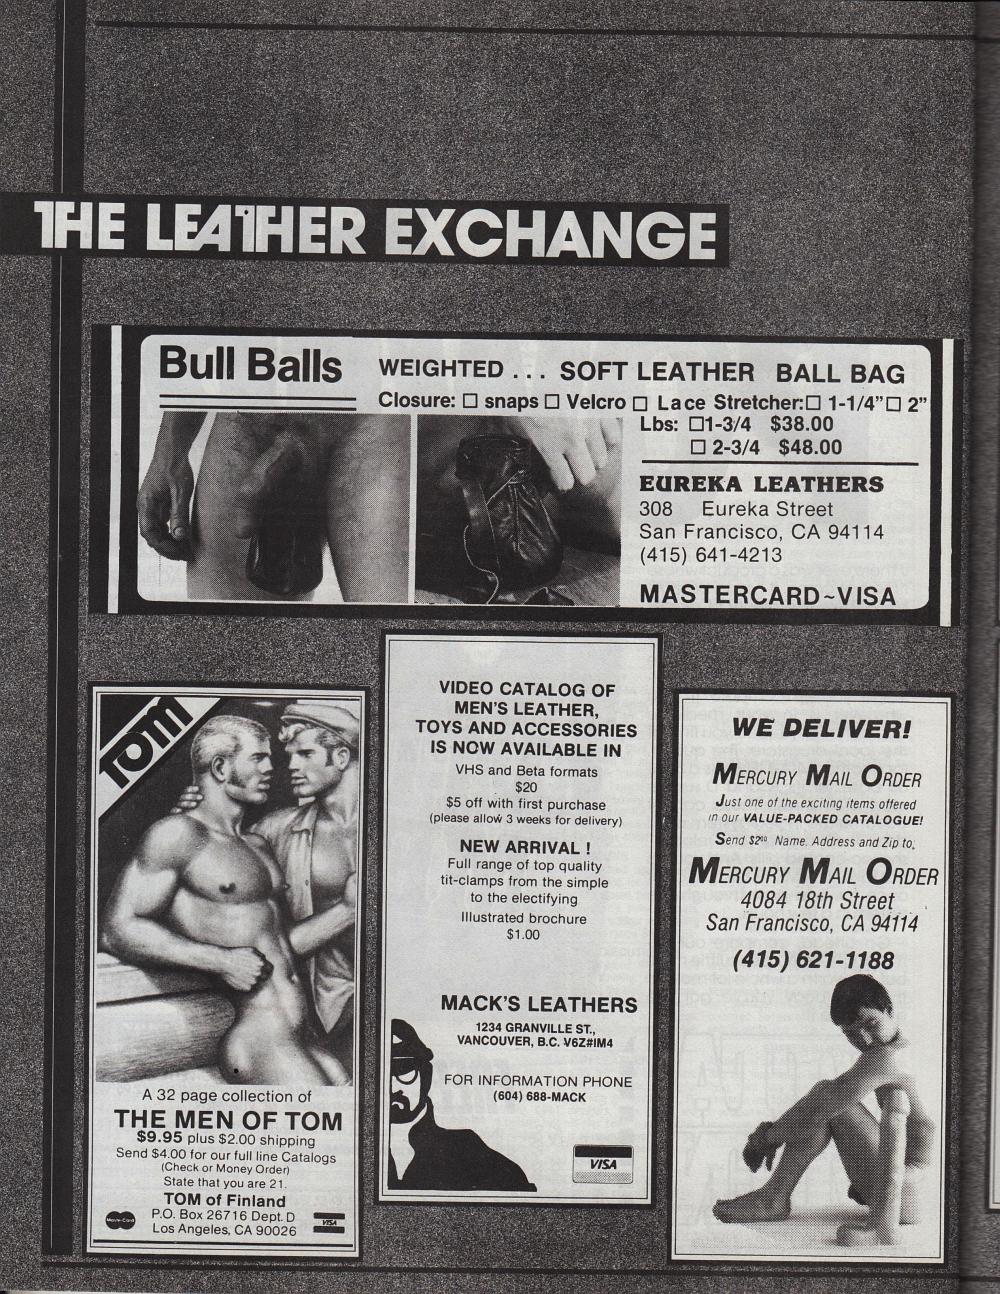 THE LEATHER EXCHANGE
Bull Balls
WEIGHTED . . . SOFT LEATHER BALL BAG
Closure: ☐ snaps ☐ Velcro ☐ Lace Stretcher: ☐ 1-1/4" ☐ 2"
Lbs: ☐ 1-3/4 $38.00
☐ 2-3/4 $48.00
EUREKA LEATHERS
308 Eureka Street
San Francisco, CA 94114
(415) 641-4213
MASTERCARD~VISA
TOM
A 32 page collection of
THE MEN OF TOM
$9.95 plus $2.00 shipping
Send $4.00 for our full line Catalogs
(Check or Money Order)
State that you are 21.
TOM of Finland
P.O. Box 26716 Dept. D
Los Angeles, CA 90026
MasterCard
VISA
VIDEO CATALOG OF
MEN'S LEATHER,
TOYS AND ACCESSORIES
IS NOW AVAILABLE IN
VHS and Beta formats
$20
$5 off with first purchase
(please allow 3 weeks for delivery)
NEW ARRIVAL !
Full range of top quality
tit-clamps from the simple
to the electifying
Illustrated brochure
$1.00
MACK'S LEATHERS
1234 GRANVILLE ST.,
VANCOUVER, B.C. V6Z#IM4
FOR INFORMATION PHONE
(604) 688-MACK
VISA
WE DELIVER!
MERCURY MAIL ORDER
Just one of the exciting items offered
in our VALUE-PACKED CATALOGUE!
Send $2.00 Name, Address and Zip to:
MERCURY MAIL ORDER
4084 18th Street
San Francisco, CA 94114
(415) 621-1188